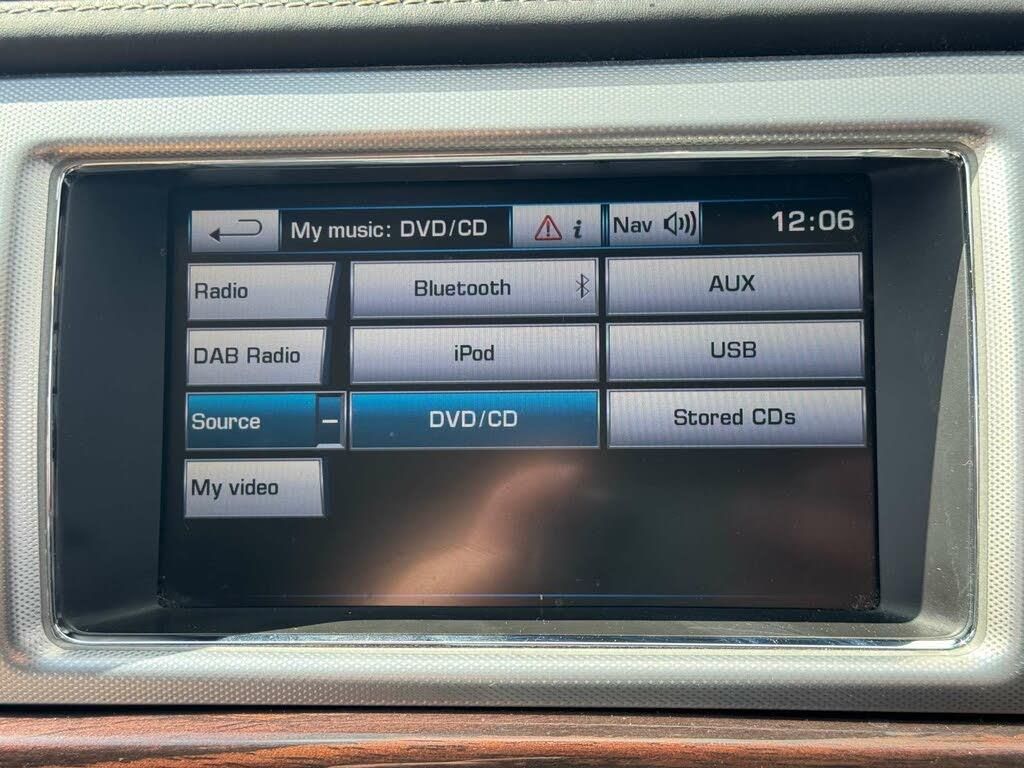 My music: DVD/CD i Nav 12:06
Radio Bluetooth AUX
DAB Radio iPod USB
Source DVD/CD Stored CDs
My video